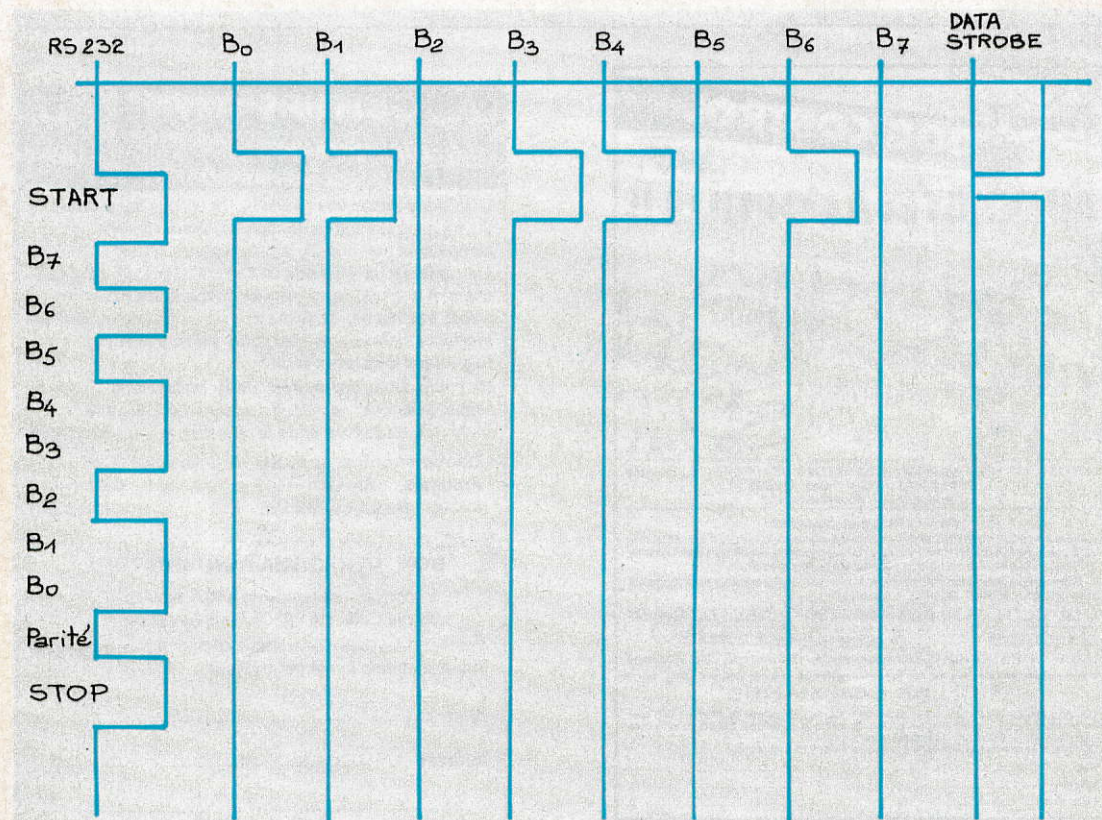 RS 232 B0 B1 B2 B3 B4 B5 B6 B7 DATA STROBE
START
B7
B6
B5
B4
B3
B2
B1
B0
Parité
STOP